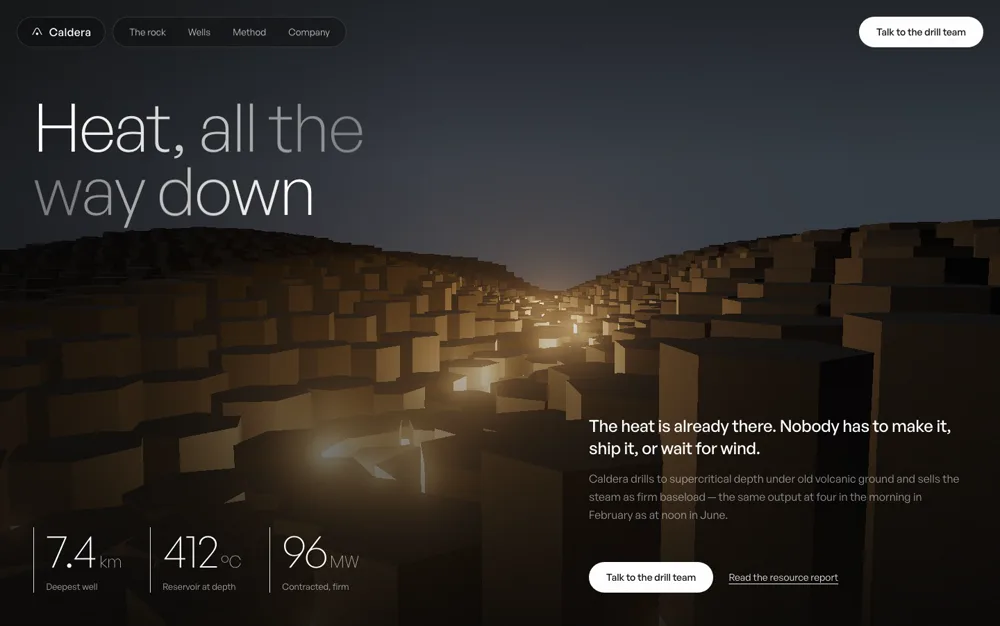 Caldera
The rock
Wells
Method
Company
Talk to the drill team
Heat, all the
way down
The heat is already there. Nobody has to make it,
ship it, or wait for wind.
Caldera drills to supercritical depth under old volcanic ground and sells the
steam as firm baseload — the same output at four in the morning in
February as at noon in June.
7.4 km
Deepest well
412 °C
Reservoir at depth
96 MW
Contracted, firm
Talk to the drill team
Read the resource report